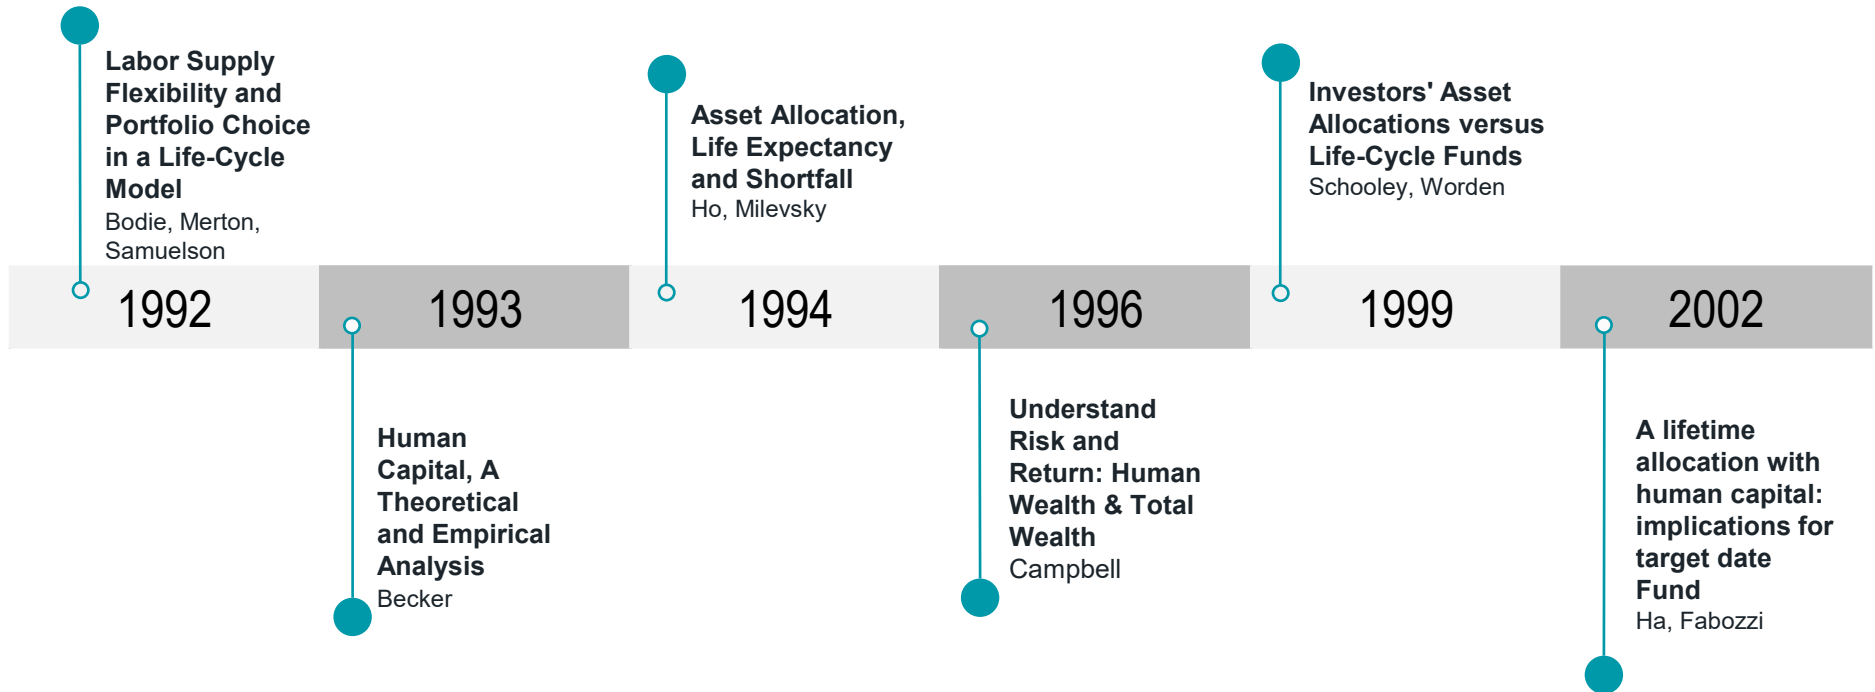 Labor Supply
Flexibility and
Portfolio Choice
in a Life-Cycle
Model
Bodie, Merton,
Samuelson
Asset Allocation,
Life Expectancy
and Shortfall
Ho, Milevsky
Investors' Asset
Allocations versus
Life-Cycle Funds
Schooley, Worden
1992
1993
1994
1996
1999
2002
Human
Capital, A
Theoretical
and Empirical
Analysis
Becker
Understand
Risk and
Return: Human
Wealth & Total
Wealth
Campbell
A lifetime
allocation with
human capital:
implications for
target date
Fund
Ha, Fabozzi